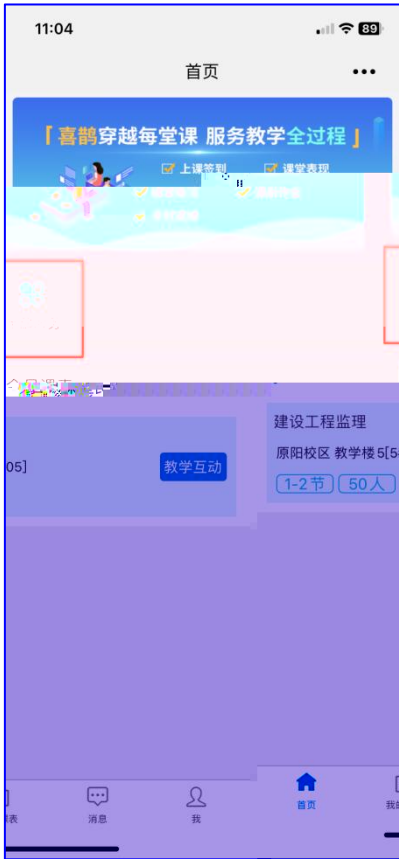 11:04
89
首页
「喜鹊穿越每堂课 服务教学全过程」
上课签到
课堂表现
建设工程监理
05]
教学互动
原阳校区 教学楼5[5
1-2节
50人
表
消息
我
首页
我的